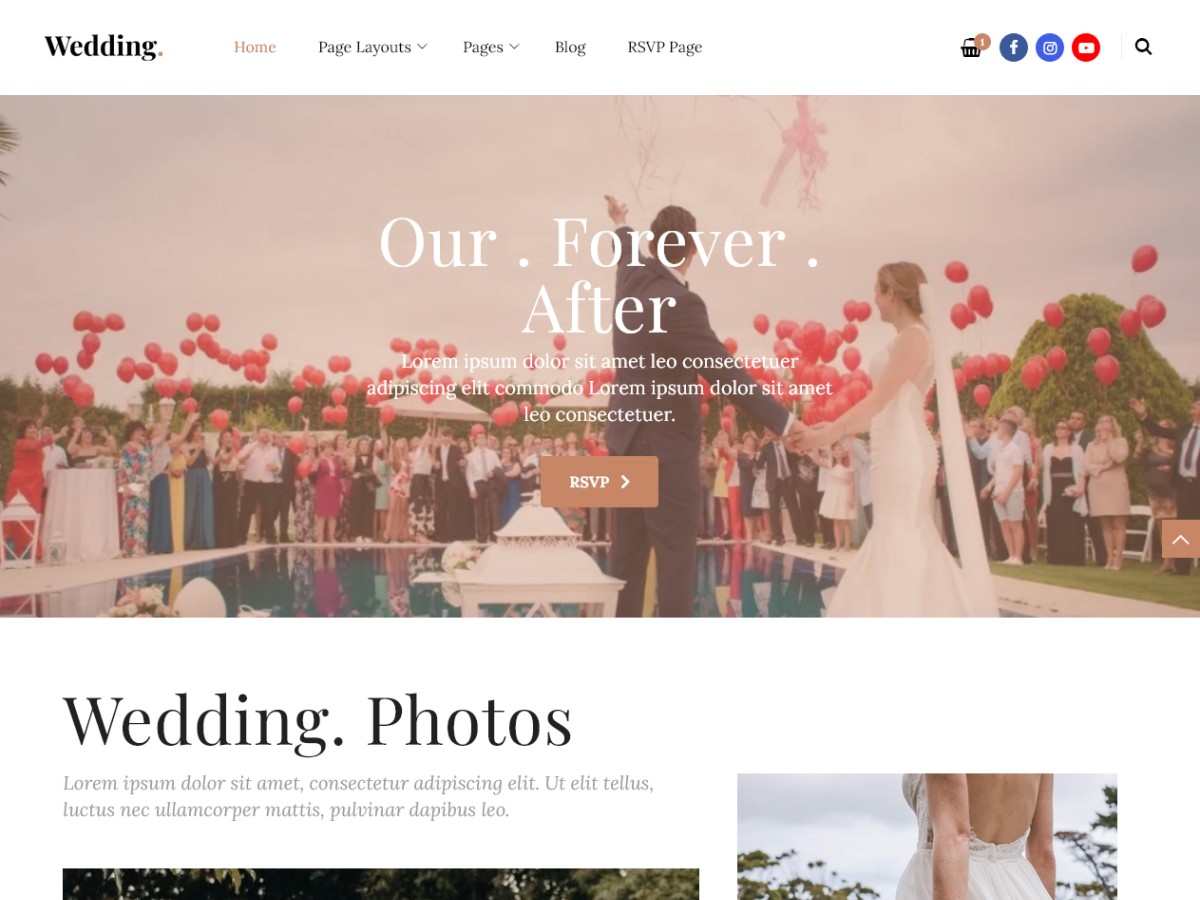 Wedding.
Home Page Layouts Pages Blog RSVP Page
1
Our . Forever .
After
Lorem ipsum dolor sit amet leo consectetuer
adipiscing elit commodo Lorem ipsum dolor sit amet
leo consectetuer.
RSVP
Wedding. Photos
Lorem ipsum dolor sit amet, consectetur adipiscing elit. Ut elit tellus,
luctus nec ullamcorper mattis, pulvinar dapibus leo.